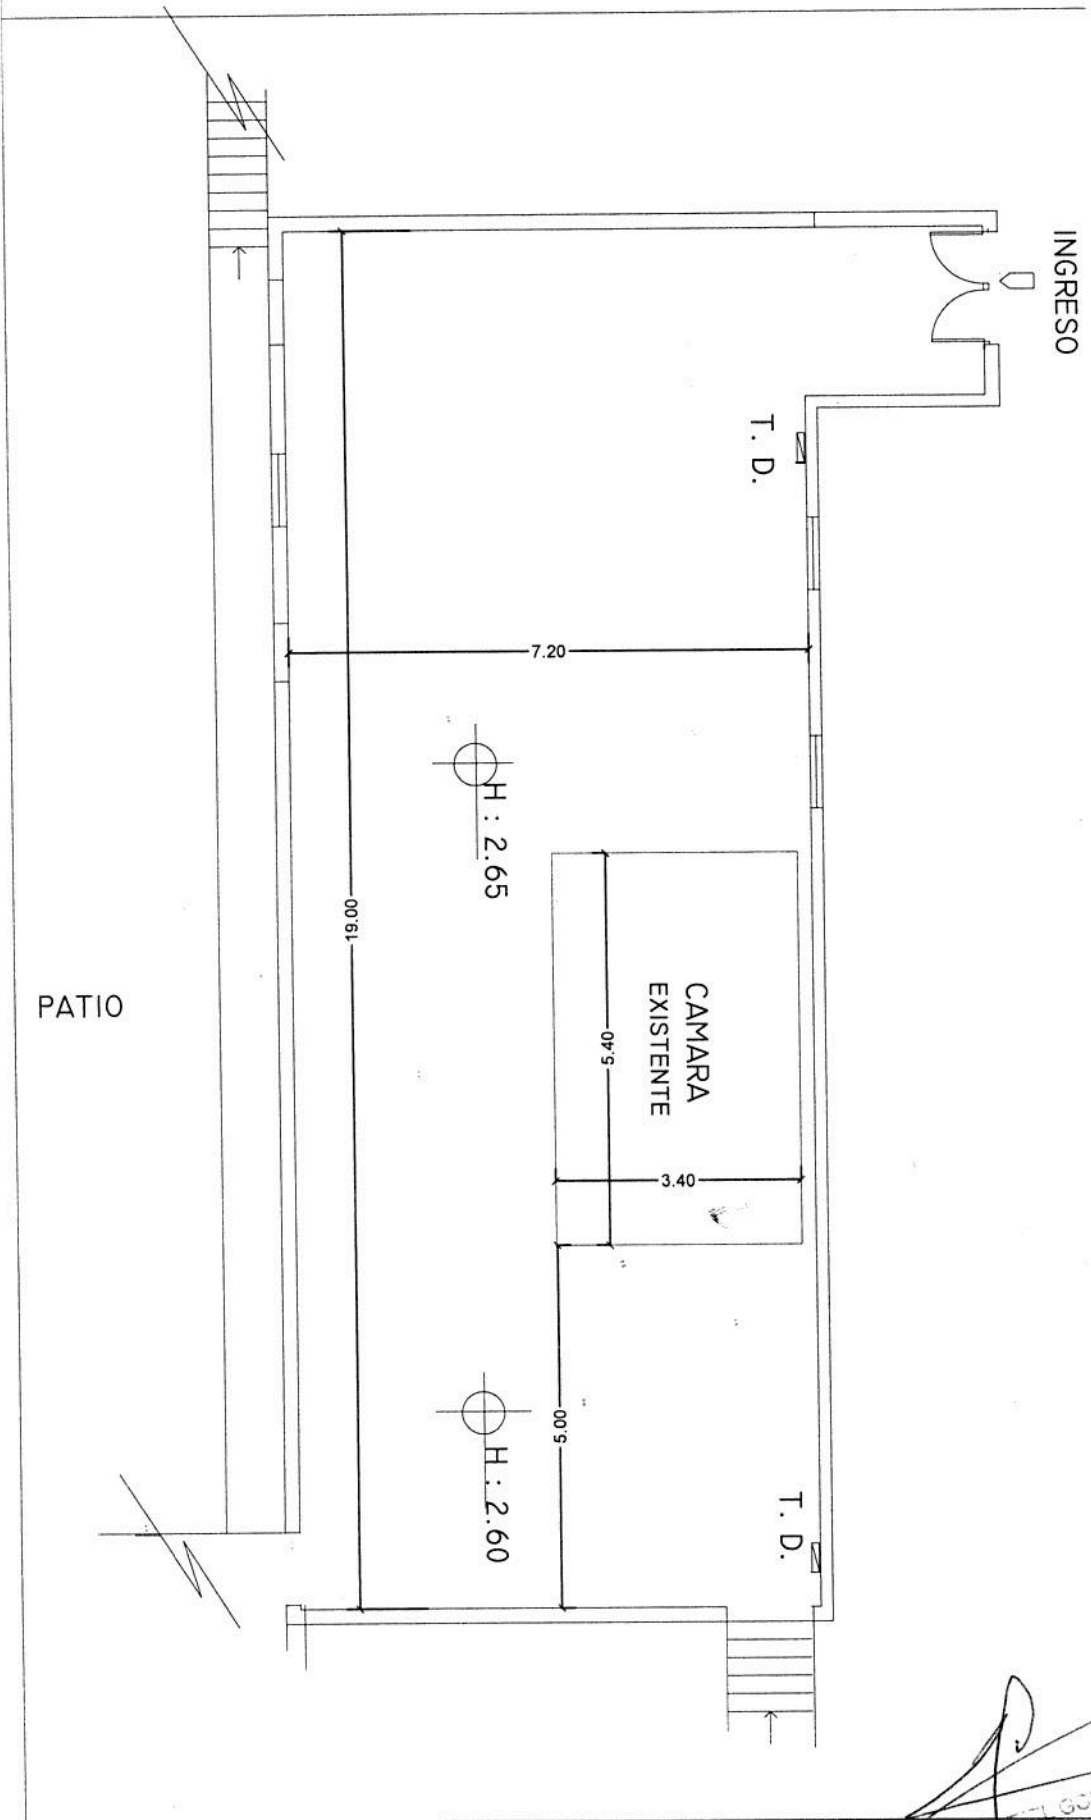 INGRESO
T. D.
7.20
H : 2.65
19.00
CAMARA
EXISTENTE
5.40
3.40
PATIO
5.00
H : 2.60
T. D.